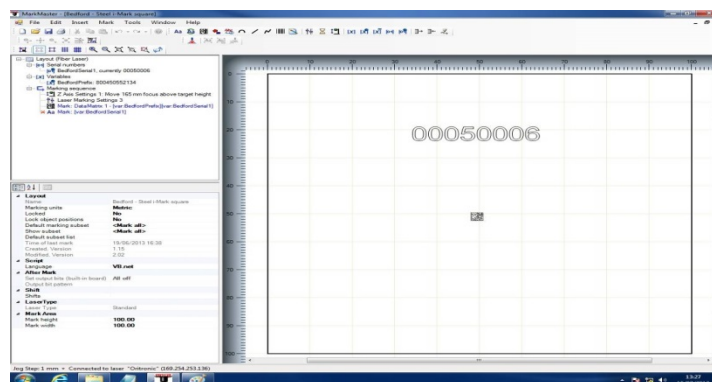 MarkMaster - [Bedford - Steel i-Mark square]
File Edit Insert Mark Tools Window Help
Layout (Fiber Laser)
Serial numbers
BedfordSerial1, currently 00050006
Variables
BedfordPrefix: 880450552134
Marking sequence
Z Axis Settings 1: Move 165 mm focus above target height
Laser Marking Settings 3
Mark: DataMatrix 1 - [var:BedfordPrefix][var:BedfordSerial1]
Mark: [var:BedfordSerial1]
00050006
Layout
Name Bedford - Steel i-Mark square
Marking units Metric
Locked No
Lock object positions No
Default marking subset <Mark all>
Show subset <Mark all>
Default subset list
Time of last mark 19/06/2013 16:38
Created, Version 1.15
Modified, Version 2.02
Script
Language VB.net
After Mark
Set output bits (built-in board) All off
Output bit pattern
Shift
Shifts
LaserType
Laser Type Standard
Mark Area
Mark height 100.00
Mark width 100.00
Jog Step: 1 mm - Connected to laser "Ontronic" (169.254.253.136)
13:27